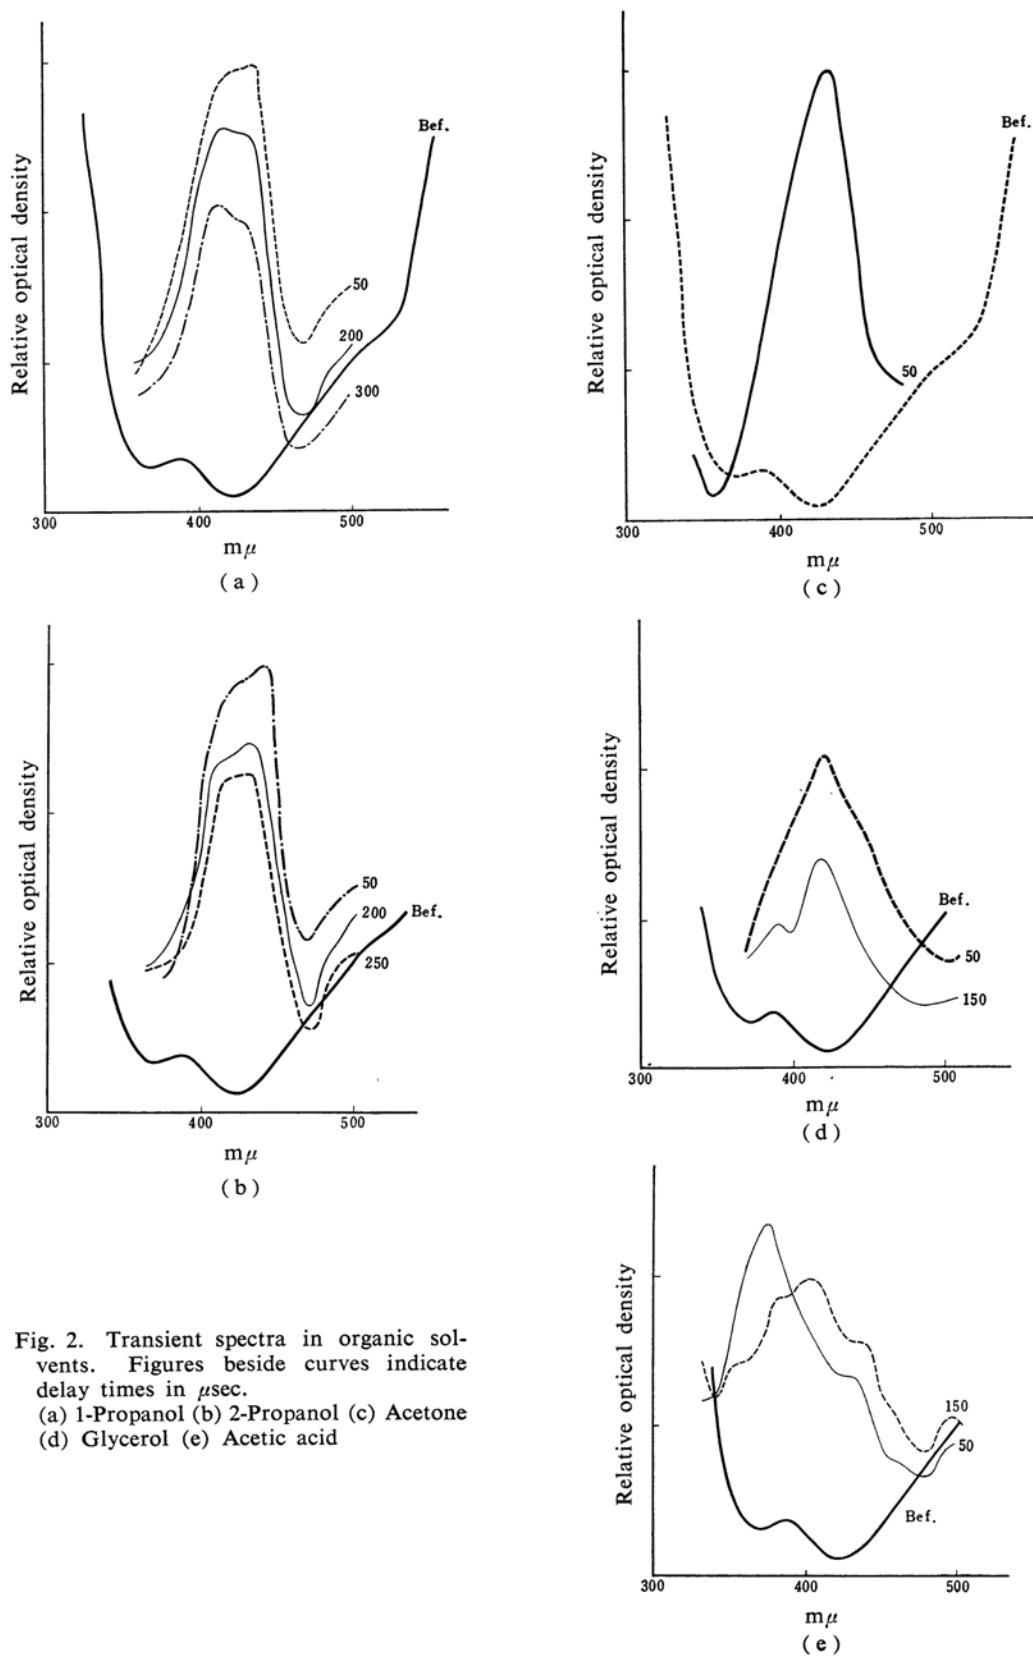 Relative optical density
Bef.
50
200
300
300
400
500
mμ
(a)
Relative optical density
Bef.
50
300
400
500
mμ
(c)
Relative optical density
50
Bef.
200
250
300
400
500
mμ
(b)
Relative optical density
Bef.
50
150
300
400
500
mμ
(d)
Relative optical density
150
50
Bef.
300
400
500
mμ
(e)
Fig. 2. Transient spectra in organic sol-
vents. Figures beside curves indicate
delay times in μsec.
(a) 1-Propanol (b) 2-Propanol (c) Acetone
(d) Glycerol (e) Acetic acid